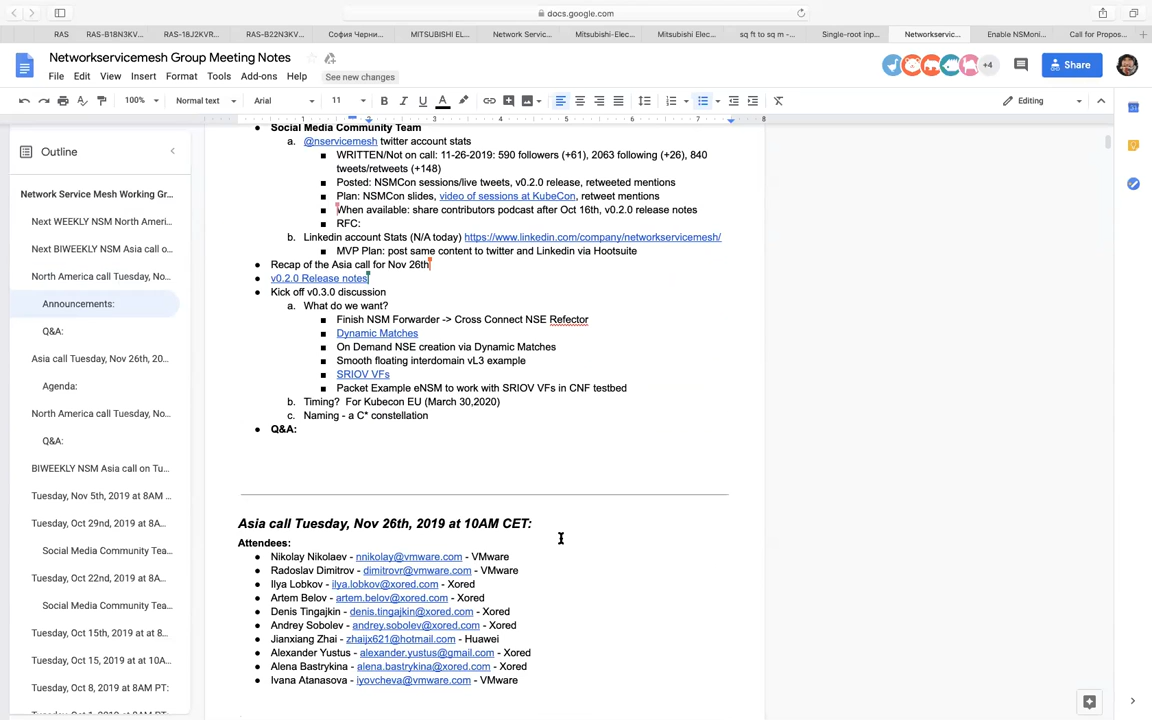 docs.google.com
RAS
RAS-B18N3KV...
RAS-18J2KVR...
RAS-B22N3KV...
София Черни...
MITSUBISHI EL...
Network Servic...
Mitsubishi-Elec...
Mitsubishi Elec...
sq ft to sq m -...
Single-root inp...
Networkservic...
Enable NSMoni...
Call for Propos...
Networkservicemesh Group Meeting Notes
+4
Share
File Edit View Insert Format Tools Add-ons Help See new changes
100% Normal text Arial 11 Editing
1 2 3 4 5 6 7 8
Outline
Network Service Mesh Working Gr...
Next WEEKLY NSM North Ameri...
Next BIWEEKLY NSM Asia call o...
North America call Tuesday, No...
Announcements:
Q&A:
Asia call Tuesday, Nov 26th, 20...
Agenda:
North America call Tuesday, No...
Q&A:
BIWEEKLY NSM Asia call on Tu...
Tuesday, Nov 5th, 2019 at 8AM ...
Tuesday, Oct 29nd, 2019 at 8A...
Social Media Community Tea...
Tuesday, Oct 22nd, 2019 at 8A...
Social Media Community Tea...
Tuesday, Oct 15th, 2019 at at 8...
Tuesday, Oct 15, 2019 at at 10A...
Tuesday, Oct 8, 2019 at 8AM PT:
● Social Media Community Team
a. @nservicemesh twitter account stats
■ WRITTEN/Not on call: 11-26-2019: 590 followers (+61), 2063 following (+26), 840
tweets/retweets (+148)
■ Posted: NSMCon sessions/live tweets, v0.2.0 release, retweeted mentions
■ Plan: NSMCon slides, video of sessions at KubeCon, retweet mentions
■ When available: share contributors podcast after Oct 16th, v0.2.0 release notes
■ RFC:
b. Linkedin account Stats (N/A today) https://www.linkedin.com/company/networkservicemesh/
■ MVP Plan: post same content to twitter and Linkedin via Hootsuite
● Recap of the Asia call for Nov 26th
● v0.2.0 Release notes
● Kick off v0.3.0 discussion
a. What do we want?
■ Finish NSM Forwarder -> Cross Connect NSE Refector
■ Dynamic Matches
■ On Demand NSE creation via Dynamic Matches
■ Smooth floating interdomain vL3 example
■ SRIOV VFs
■ Packet Example eNSM to work with SRIOV VFs in CNF testbed
b. Timing? For Kubecon EU (March 30,2020)
c. Naming - a C* constellation
● Q&A:
Asia call Tuesday, Nov 26th, 2019 at 10AM CET:
Attendees:
● Nikolay Nikolaev - nnikolay@vmware.com - VMware
● Radoslav Dimitrov - dimitrovr@vmware.com - VMware
● Ilya Lobkov - ilya.lobkov@xored.com - Xored
● Artem Belov - artem.belov@xored.com - Xored
● Denis Tingajkin - denis.tingajkin@xored.com - Xored
● Andrey Sobolev - andrey.sobolev@xored.com - Xored
● Jianxiang Zhai - zhaijx621@hotmail.com - Huawei
● Alexander Yustus - alexander.yustus@gmail.com - Xored
● Alena Bastrykina - alena.bastrykina@xored.com - Xored
● Ivana Atanasova - iyovcheva@vmware.com - VMware